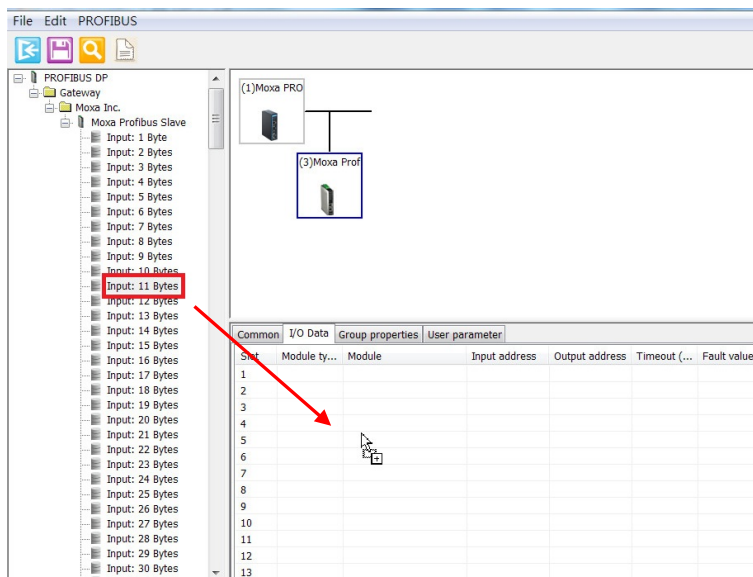 File Edit PROFIBUS
PROFIBUS DP
Gateway
Moxa Inc.
Moxa Profibus Slave
Input: 1 Byte
Input: 2 Bytes
Input: 3 Bytes
Input: 4 Bytes
Input: 5 Bytes
Input: 6 Bytes
Input: 7 Bytes
Input: 8 Bytes
Input: 9 Bytes
Input: 10 Bytes
Input: 11 Bytes
Input: 12 Bytes
Input: 13 Bytes
Input: 14 Bytes
Input: 15 Bytes
Input: 16 Bytes
Input: 17 Bytes
Input: 18 Bytes
Input: 19 Bytes
Input: 20 Bytes
Input: 21 Bytes
Input: 22 Bytes
Input: 23 Bytes
Input: 24 Bytes
Input: 25 Bytes
Input: 26 Bytes
Input: 27 Bytes
Input: 28 Bytes
Input: 29 Bytes
Input: 30 Bytes
(1)Moxa PRO
(3)Moxa Prof
Common I/O Data Group properties User parameter
Slot Module ty... Module Input address Output address Timeout (... Fault value
1
2
3
4
5
6
7
8
9
10
11
12
13